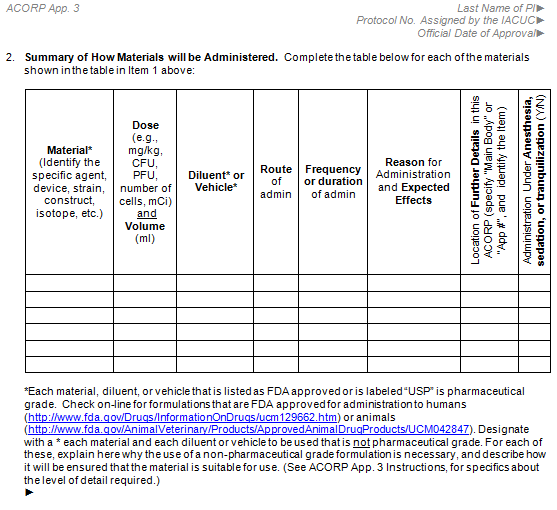 ACORP App. 3
Last Name of PI►
Protocol No. Assigned by the IACUC►
Official Date of Approval►
2. Summary of How Materials will be Administered. Complete the table below for each of the materials
shown in the table in Item 1 above:
Material*
(Identify the
specific agent,
device, strain,
construct,
isotope, etc.)
Dose
(e.g.,
mg/kg,
CFU,
PFU,
number of
cells, mCi)
and
Volume
(ml)
Diluent* or
Vehicle*
Route
of
admin
Frequency
or duration
of admin
Reason for
Administration
and Expected
Effects
Location of Further Details in this
ACORP (specify "Main Body" or
"App #", and identify the Item)
Administration Under Anesthesia,
sedation, or tranquilization (Y/N)
*Each material, diluent, or vehicle that is listed as FDA approved or is labeled "USP" is pharmaceutical
grade. Check on-line for formulations that are FDA approved for administration to humans
(http://www.fda.gov/Drugs/InformationOnDrugs/ucm129662.htm) or animals
(http://www.fda.gov/AnimalVeterinary/Products/ApprovedAnimalDrugProducts/UCM042847). Designate
with a * each material and each diluent or vehicle to be used that is not pharmaceutical grade. For each of
these, explain here why the use of a non-pharmaceutical grade formulation is necessary, and describe how
it will be ensured that the material is suitable for use. (See ACORP App. 3 Instructions, for specifics about
the level of detail required.)
►